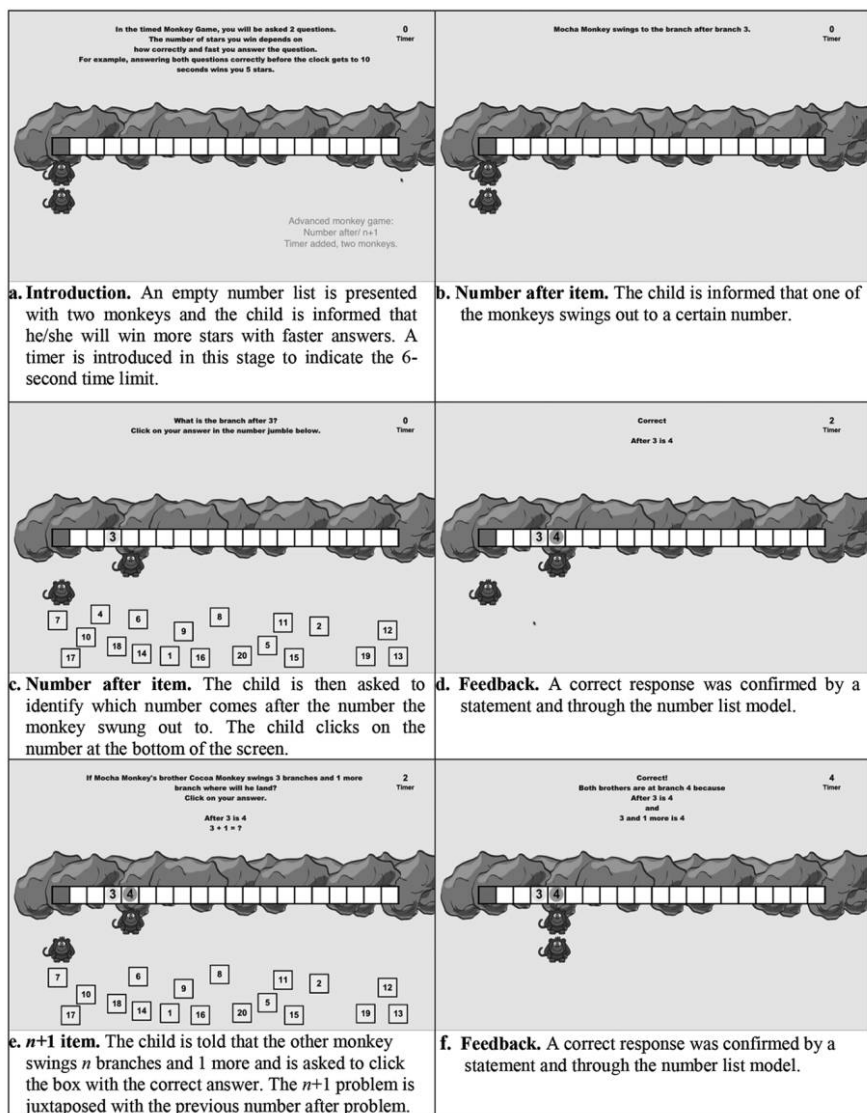 In the timed Monkey Game, you will be asked 2 questions.
The number of stars you win depends on
how correctly and fast you answer the question.
For example, answering both questions correctly before the clock gets to 10
seconds wins you 5 stars.
0
Timer
Advanced monkey game:
Number after/ n+1
Timer added, two monkeys.
a. Introduction. An empty number list is presented
with two monkeys and the child is informed that
he/she will win more stars with faster answers. A
timer is introduced in this stage to indicate the 6-
second time limit.
Mocha Monkey swings to the branch after branch 3.
0
Timer
b. Number after item. The child is informed that one of
the monkeys swings out to a certain number.
What is the branch after 3?
Click on your answer in the number jumble below.
0
Timer
3
7 4 6 8 11 2 12
10 9 5
17 18 14 1 16 20 15 19 13
c. Number after item. The child is then asked to
identify which number comes after the number the
monkey swung out to. The child clicks on the
number at the bottom of the screen.
Correct
After 3 is 4
2
Timer
3 4
d. Feedback. A correct response was confirmed by a
statement and through the number list model.
If Mocha Monkey's brother Cocoa Monkey swings 3 branches and 1 more
branch where will he land?
Click on your answer.
After 3 is 4
3 + 1 = ?
2
Timer
3 4
7 6 8 11 2 12
10 9 5
17 18 14 1 16 20 15 19 13
e. n+1 item. The child is told that the other monkey
swings n branches and 1 more and is asked to click
the box with the correct answer. The n+1 problem is
juxtaposed with the previous number after problem.
Correct!
Both brothers are at branch 4 because
After 3 is 4
and
3 and 1 more is 4
4
Timer
3 4
f. Feedback. A correct response was confirmed by a
statement and through the number list model.